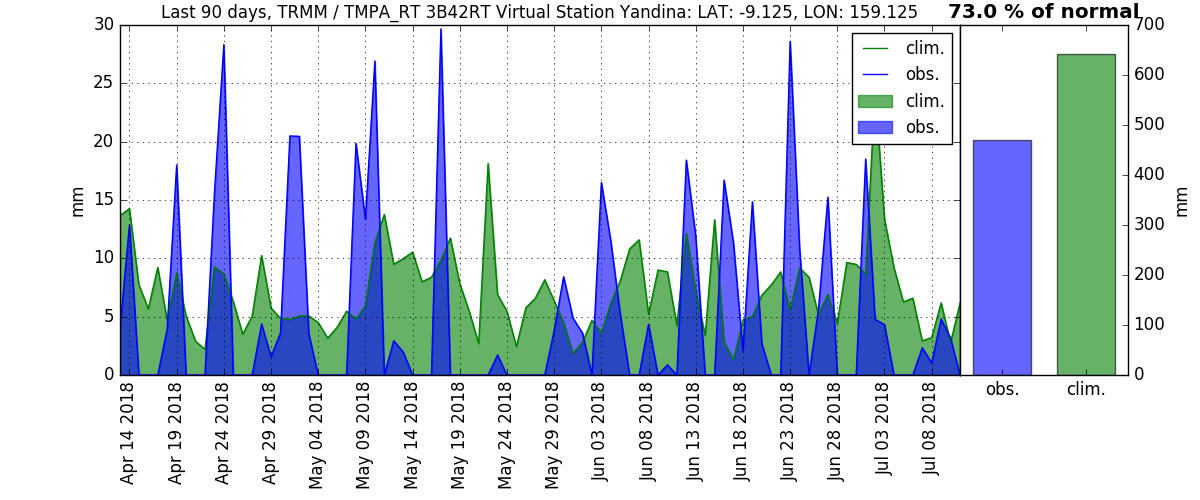 Last 90 days, TRMM / TMPA_RT 3B42RT Virtual Station Yandina: LAT: -9.125, LON: 159.125
73.0 % of normal
30
25
20
15
10
5
0
mm
clim.
obs.
clim.
obs.
700
600
500
400
300
200
100
0
mm
obs.
clim.
Apr 14 2018
Apr 19 2018
Apr 24 2018
Apr 29 2018
May 04 2018
May 09 2018
May 14 2018
May 19 2018
May 24 2018
May 29 2018
Jun 03 2018
Jun 08 2018
Jun 13 2018
Jun 18 2018
Jun 23 2018
Jun 28 2018
Jul 03 2018
Jul 08 2018